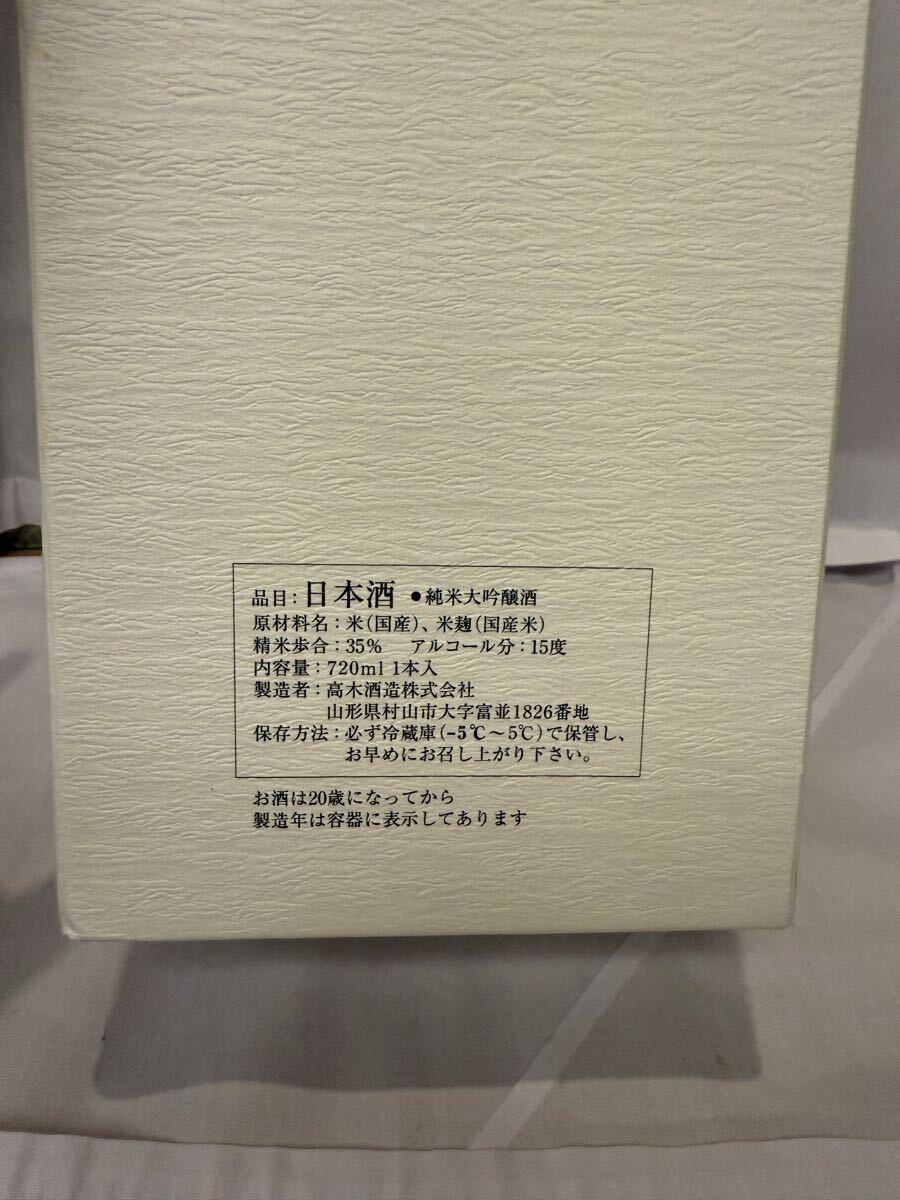 品目：日本酒 ●純米大吟醸酒
原材料名：米（国産）、米麹（国産米）
精米歩合：35% アルコール分：15度
内容量：720ml 1本入
製造者：高木酒造株式会社
山形県村山市大字富並1826番地
保存方法：必ず冷蔵庫（-5℃〜5℃）で保管し、
お早めにお召し上がり下さい。
お酒は20歳になってから
製造年は容器に表示してあります